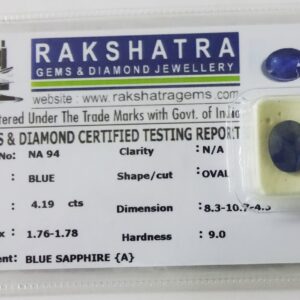 RAKSHATRA
GEMS & DIAMOND JEWELLERY
website : www.rakshatragems.com
tered Under The Trade Marks with Govt. of India
S & DIAMOND CERTIFIED TESTING REPORT
No: NA 94 Clarity : N/A
: BLUE Shape/cut : OVAL
: 4.19 cts Dimension : 8.3-10.7-4.5
x : 1.76-1.78 Hardness : 9.0
ent: BLUE SAPPHIRE {A}